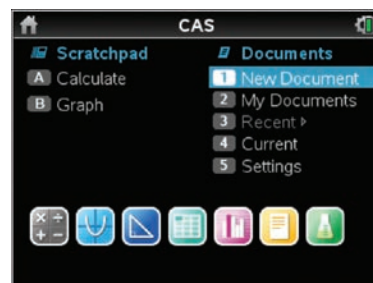 CAS
Scratchpad
A Calculate
B Graph
Documents
1 New Document
2 My Documents
3 Recent ▸
4 Current
5 Settings